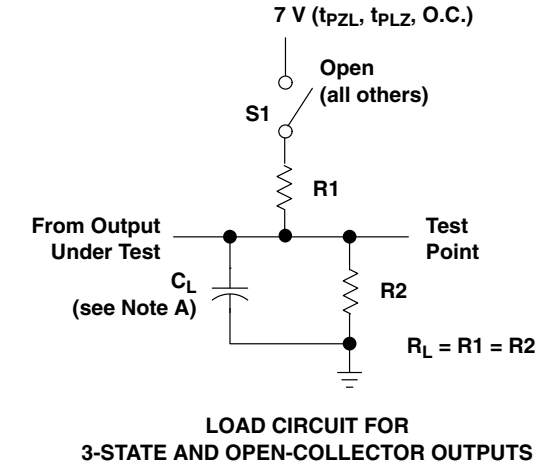 7 V (tPZL, tPLZ, O.C.)
Open
(all others)
S1
R1
From Output
Under Test
Test
Point
CL
(see Note A)
R2
RL = R1 = R2
LOAD CIRCUIT FOR
3-STATE AND OPEN-COLLECTOR OUTPUTS